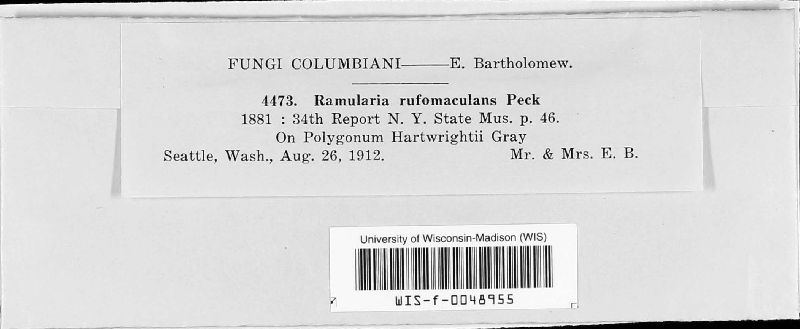 FUNGI COLUMBIANI——E. Bartholomew.
4473. Ramularia rufomaculans Peck
1881 : 34th Report N. Y. State Mus. p. 46.
On Polygonum Hartwrightii Gray
Seattle, Wash., Aug. 26, 1912. Mr. & Mrs. E. B.
University of Wisconsin-Madison (WIS)
WIS-f-0048955